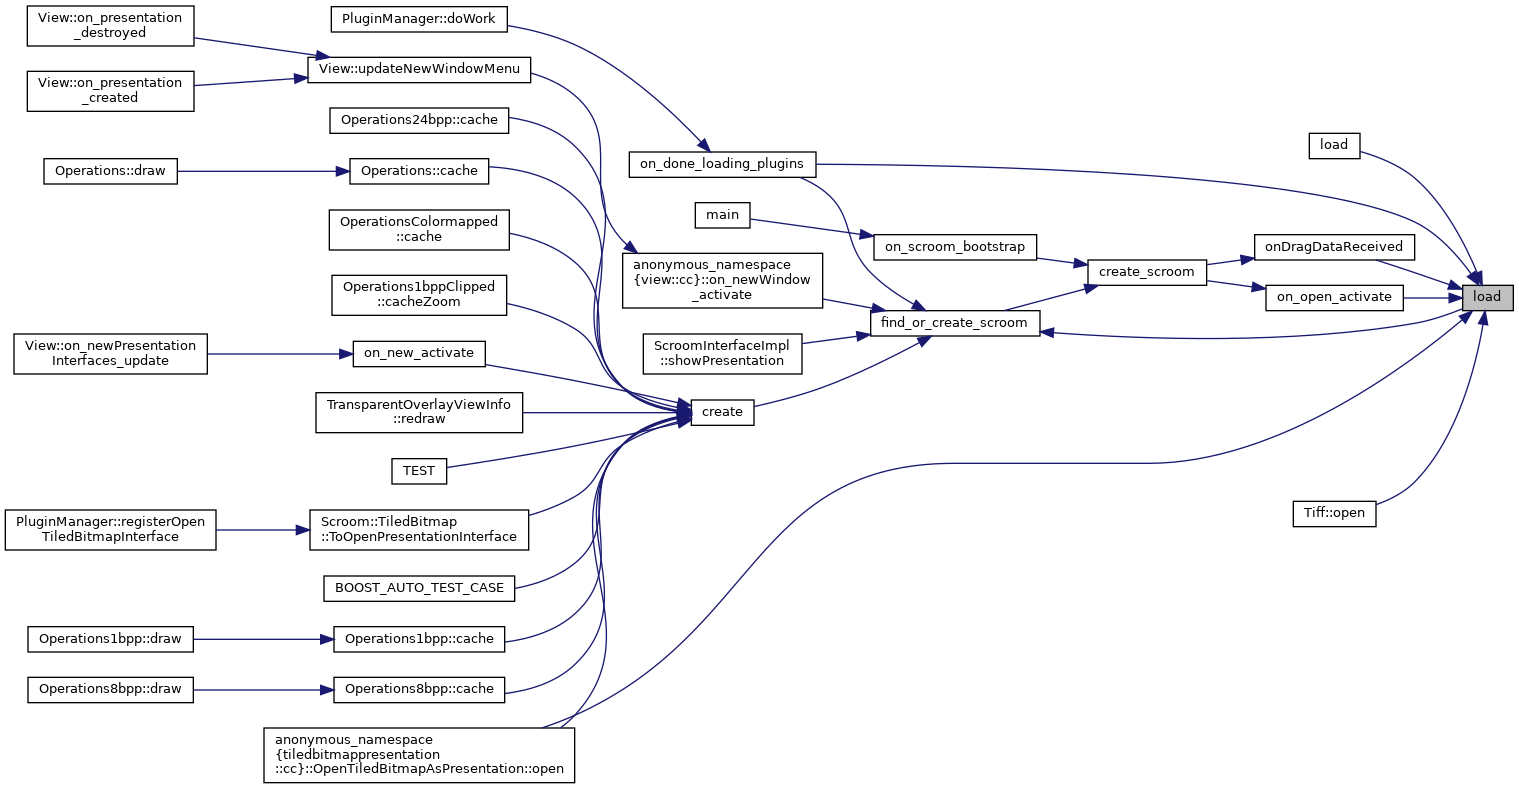 View::on_presentation
_destroyed
View::on_presentation
_created
Operations::draw
View::on_newPresentation
Interfaces_update
PluginManager::registerOpen
TiledBitmapInterface
Operations1bpp::draw
Operations8bpp::draw
PluginManager::doWork
View::updateNewWindowMenu
Operations24bpp::cache
Operations::cache
OperationsColormapped
::cache
Operations1bppClipped
::cacheZoom
on_new_activate
TransparentOverlayViewInfo
::redraw
TEST
Scroom::TiledBitmap
::ToOpenPresentationInterface
BOOST_AUTO_TEST_CASE
Operations1bpp::cache
Operations8bpp::cache
anonymous_namespace
{tiledbitmappresentation
::cc}::OpenTiledBitmapAsPresentation::open
on_done_loading_plugins
main
anonymous_namespace
{view::cc}::on_newWindow
_activate
ScroomInterfaceImpl
::showPresentation
create
on_scroom_bootstrap
find_or_create_scroom
create_scroom
load
onDragDataReceived
on_open_activate
Tiff::open
load